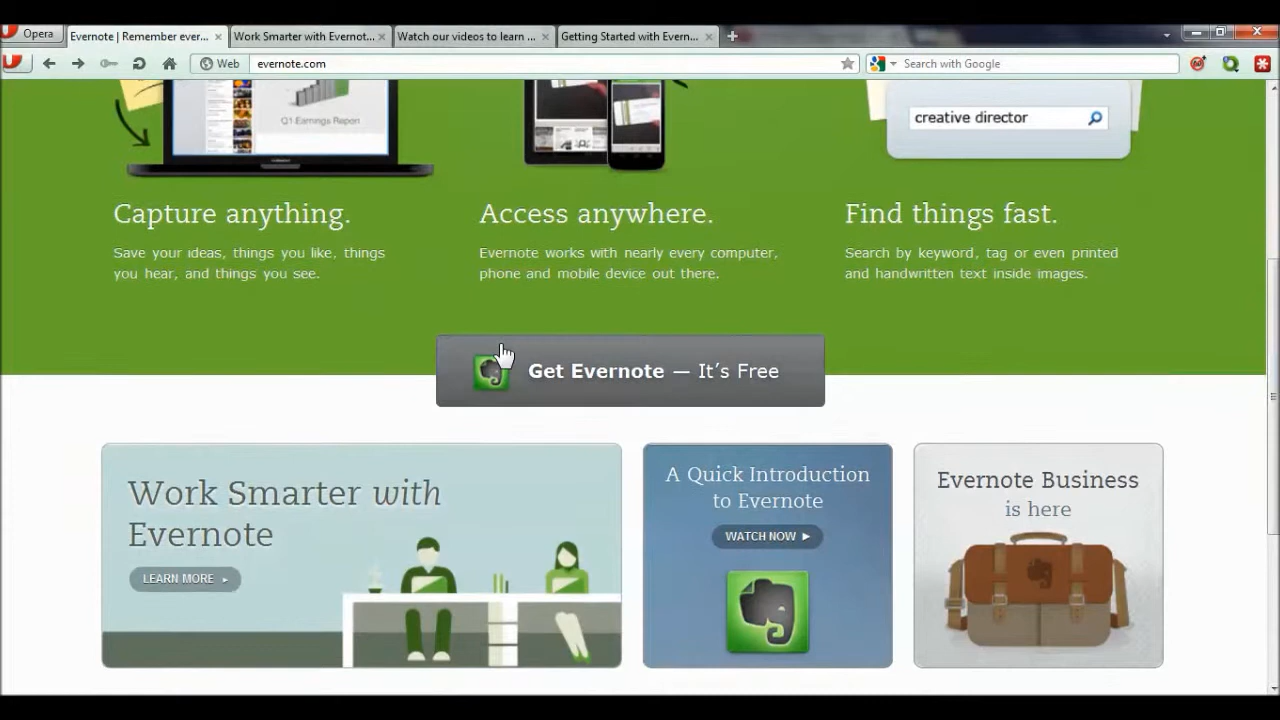 Opera
Evernote | Remember ever...
Work Smarter with Evernot...
Watch our videos to learn ...
Getting Started with Evern...
Web
evernote.com
Search with Google
Q1 Earnings Report
creative director
Capture anything.
Save your ideas, things you like, things
you hear, and things you see.
Access anywhere.
Evernote works with nearly every computer,
phone and mobile device out there.
Find things fast.
Search by keyword, tag or even printed
and handwritten text inside images.
Get Evernote — It's Free
Work Smarter with
Evernote
LEARN MORE
A Quick Introduction
to Evernote
WATCH NOW
Evernote Business
is here